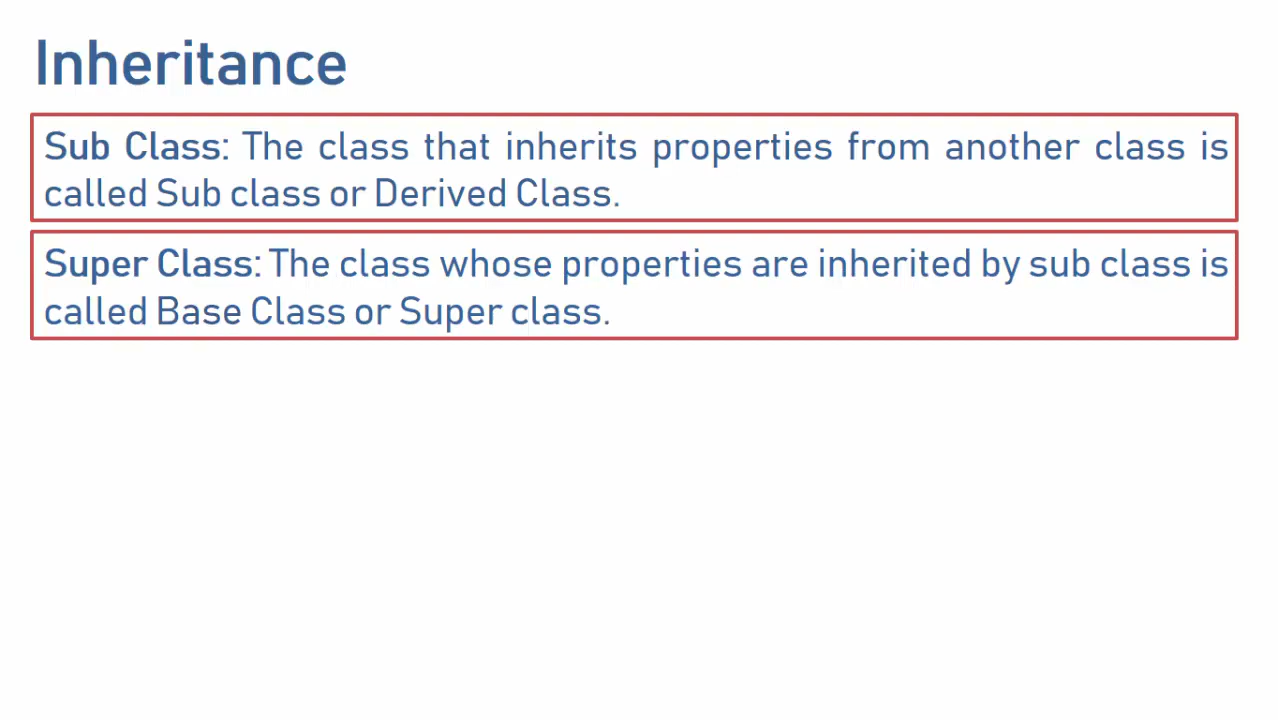 Inheritance
Sub Class: The class that inherits properties from another class is
called Sub class or Derived Class.
Super Class: The class whose properties are inherited by sub class is
called Base Class or Super class.